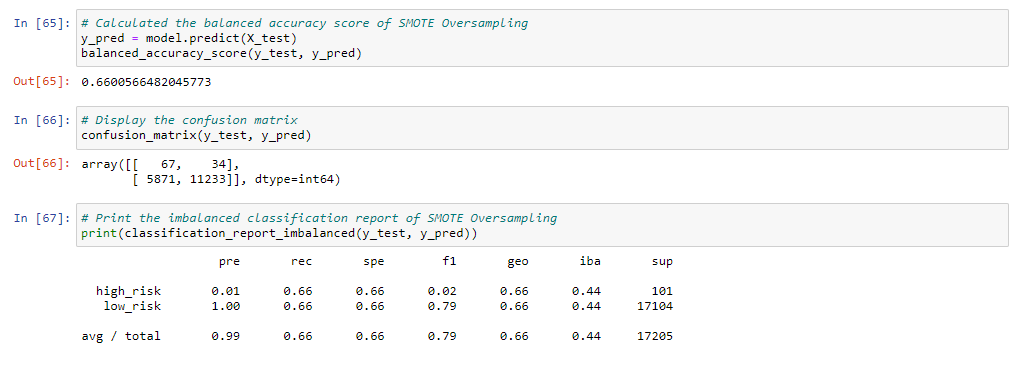 In [65]: # Calculated the balanced accuracy score of SMOTE Oversampling
y_pred = model.predict(X_test)
balanced_accuracy_score(y_test, y_pred)
Out[65]: 0.6600566482045773
In [66]: # Display the confusion matrix
confusion_matrix(y_test, y_pred)
Out[66]: array([[   67,    34],
       [ 5871, 11233]], dtype=int64)
In [67]: # Print the imbalanced classification report of SMOTE Oversampling
print(classification_report_imbalanced(y_test, y_pred))
                   pre       rec       spe        f1       geo       iba       sup
  high_risk       0.01      0.66      0.66      0.02      0.66      0.44       101
   low_risk       1.00      0.66      0.66      0.79      0.66      0.44     17104
avg / total       0.99      0.66      0.66      0.79      0.66      0.44     17205